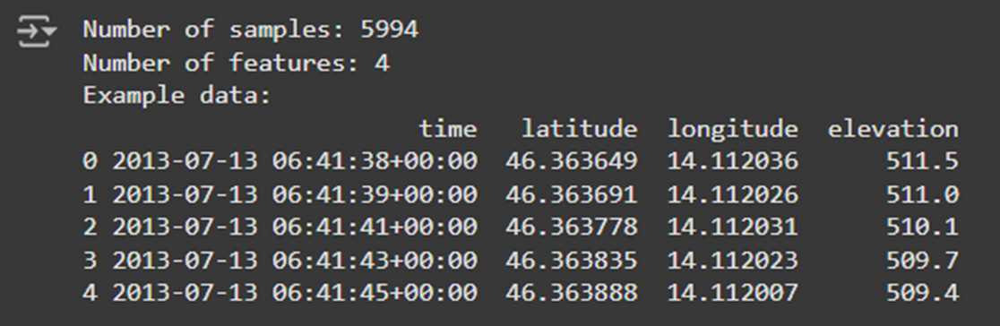 Number of samples: 5994
Number of features: 4
Example data:
time latitude longitude elevation
0 2013-07-13 06:41:38+00:00 46.363649 14.112036 511.5
1 2013-07-13 06:41:39+00:00 46.363691 14.112026 511.0
2 2013-07-13 06:41:41+00:00 46.363778 14.112031 510.1
3 2013-07-13 06:41:43+00:00 46.363835 14.112023 509.7
4 2013-07-13 06:41:45+00:00 46.363888 14.112007 509.4